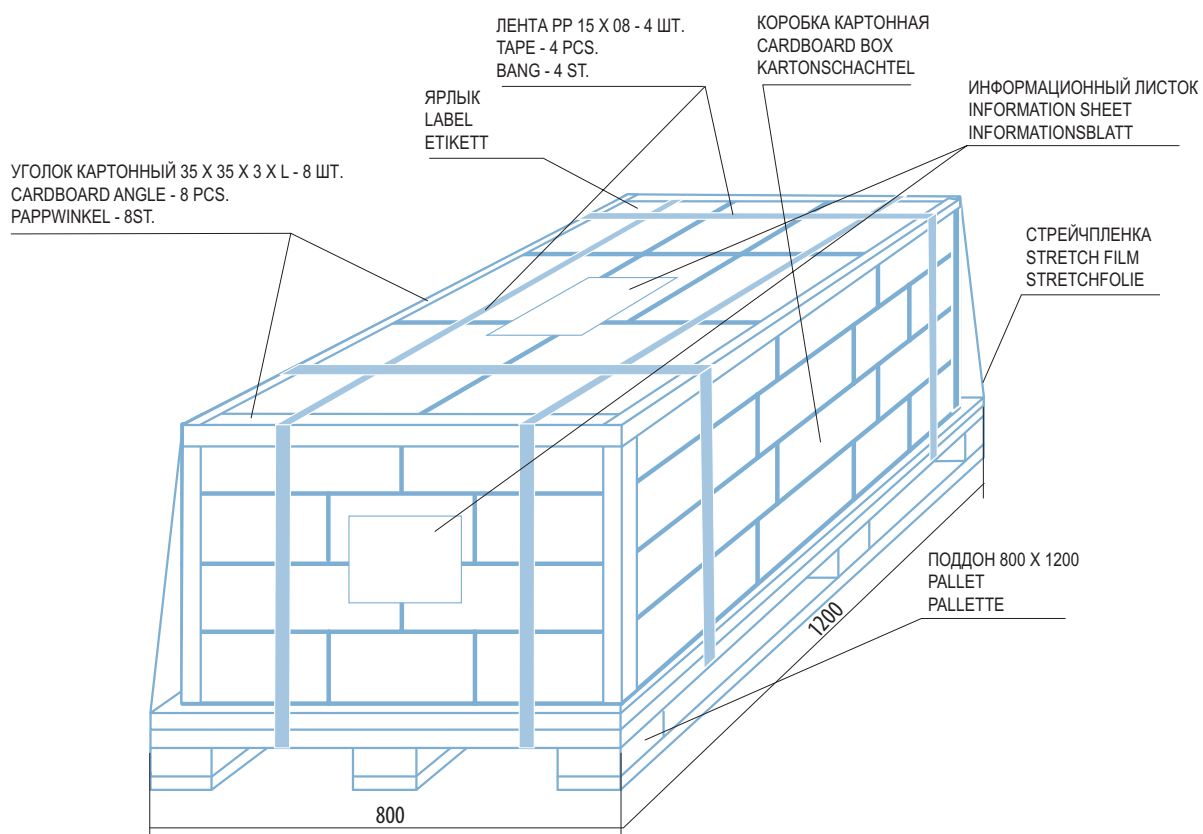 ЛЕНТА PP 15 X 08 - 4 ШТ.
TAPE - 4 PCS.
BANG - 4 ST.
КОРОБКА КАРТОННАЯ
CARDBOARD BOX
KARTONSCHACHTEL
ЯРЛЫК
LABEL
ETIKETT
ИНФОРМАЦИОННЫЙ ЛИСТОК
INFORMATION SHEET
INFORMATIONSBLATT
УГОЛОК КАРТОННЫЙ 35 X 35 X 3 X L - 8 ШТ.
CARDBOARD ANGLE - 8 PCS.
PAPPWINKEL - 8ST.
СТРЕЙЧПЛЕНКА
STRETCH FILM
STRETCHFOLIE
ПОДДОН 800 X 1200
PALLET
PALLETTE
1200
800